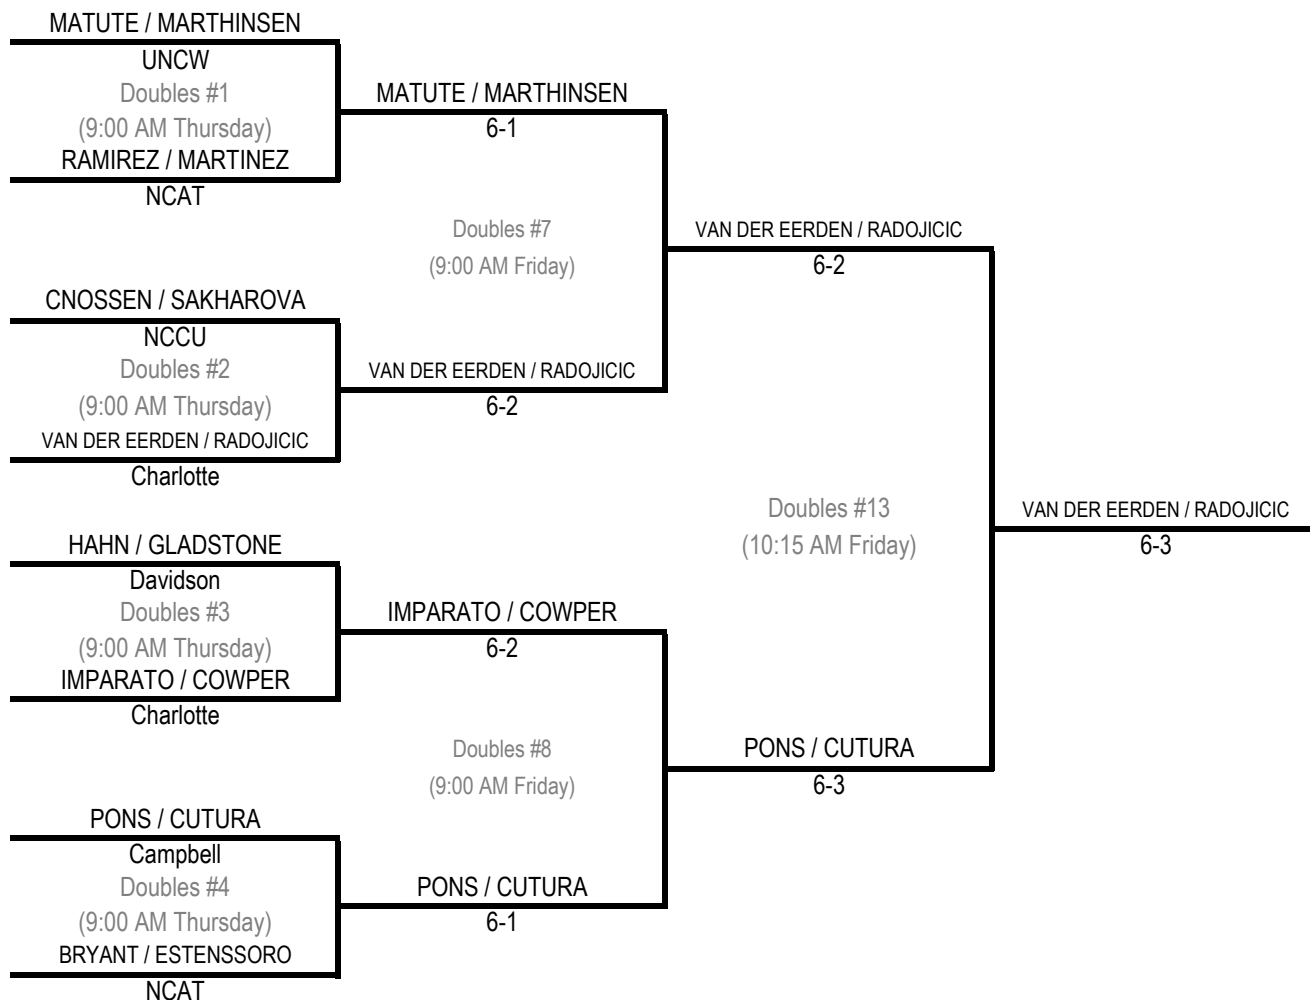 MATUTE / MARTHINSEN
UNCW
Doubles #1
(9:00 AM Thursday)
RAMIREZ / MARTINEZ
NCAT
MATUTE / MARTHINSEN
6-1
Doubles #7
(9:00 AM Friday)
CNOSSEN / SAKHAROVA
NCCU
Doubles #2
(9:00 AM Thursday)
VAN DER EERDEN / RADOJICIC
Charlotte
VAN DER EERDEN / RADOJICIC
6-2
VAN DER EERDEN / RADOJICIC
6-2
Doubles #13
(10:15 AM Friday)
VAN DER EERDEN / RADOJICIC
6-3
HAHN / GLADSTONE
Davidson
Doubles #3
(9:00 AM Thursday)
IMPARATO / COWPER
Charlotte
IMPARATO / COWPER
6-2
Doubles #8
(9:00 AM Friday)
PONS / CUTURA
6-3
PONS / CUTURA
Campbell
Doubles #4
(9:00 AM Thursday)
BRYANT / ESTENSSORO
NCAT
PONS / CUTURA
6-1